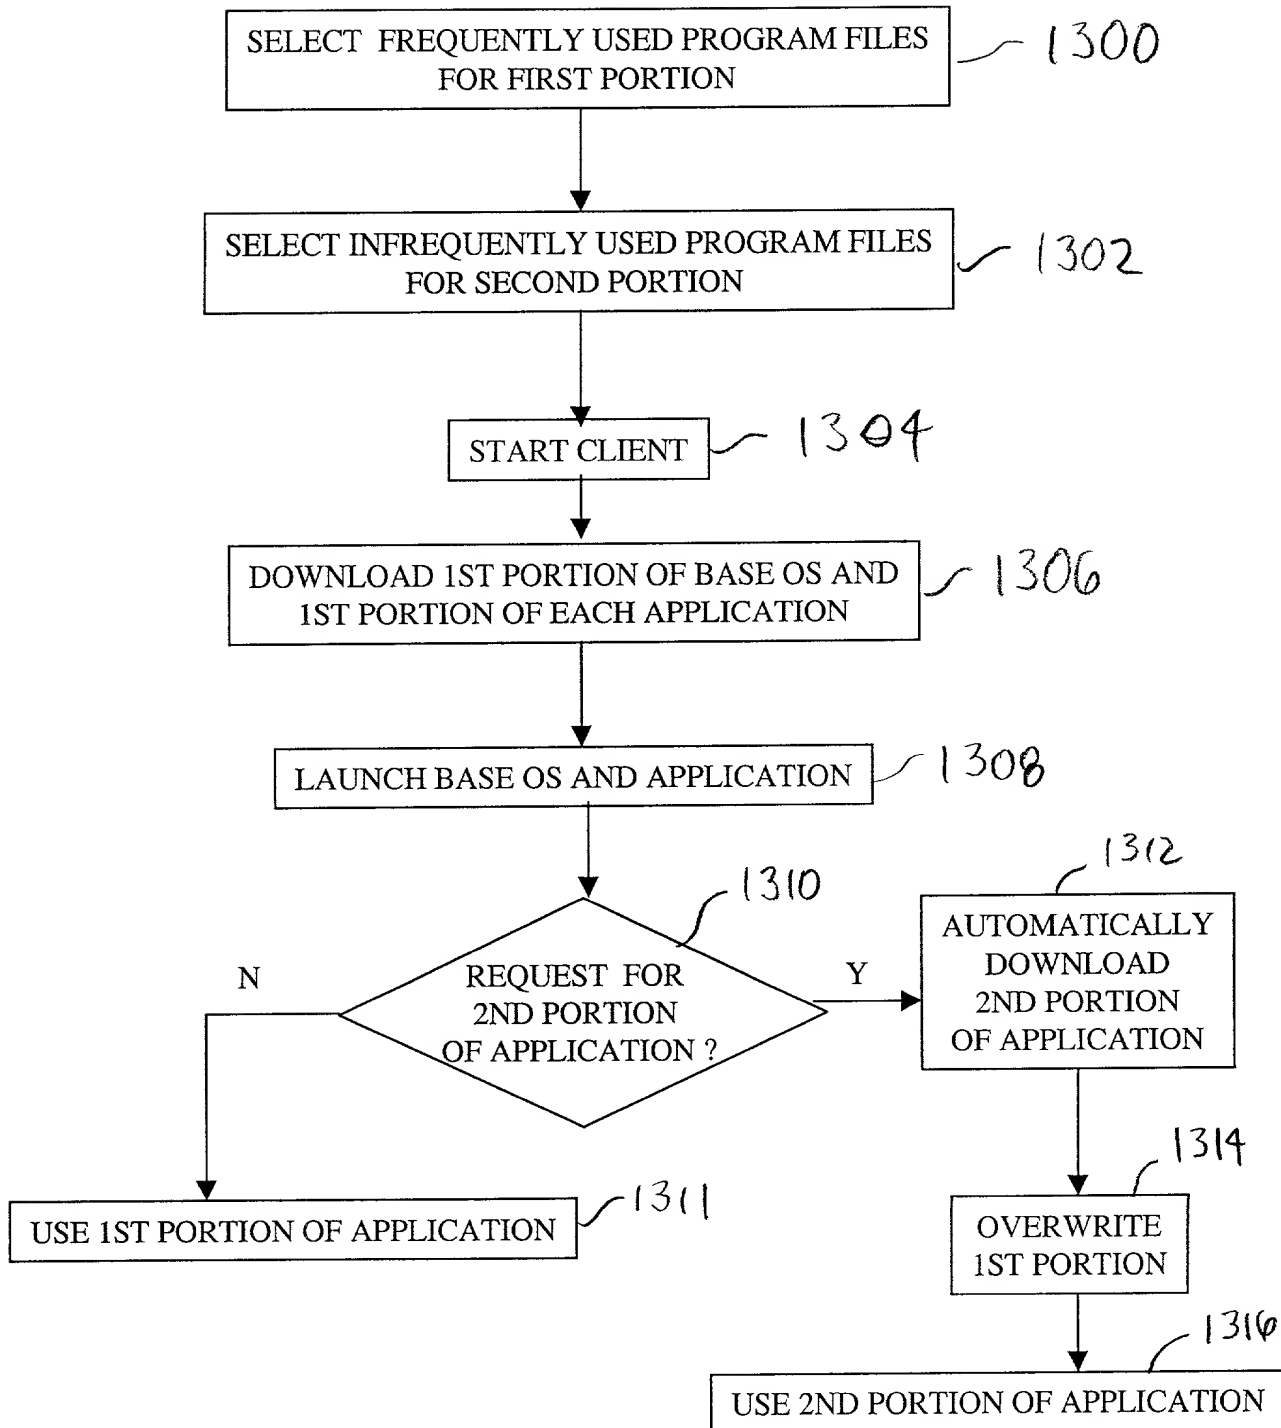 SELECT FREQUENTLY USED PROGRAM FILES
FOR FIRST PORTION
1300
SELECT INFREQUENTLY USED PROGRAM FILES
FOR SECOND PORTION
1302
START CLIENT
1304
DOWNLOAD 1ST PORTION OF BASE OS AND
1ST PORTION OF EACH APPLICATION
1306
LAUNCH BASE OS AND APPLICATION
1308
1310
REQUEST FOR
2ND PORTION
OF APPLICATION ?
N
Y
1312
AUTOMATICALLY
DOWNLOAD
2ND PORTION
OF APPLICATION
USE 1ST PORTION OF APPLICATION
1311
1314
OVERWRITE
1ST PORTION
1316
USE 2ND PORTION OF APPLICATION